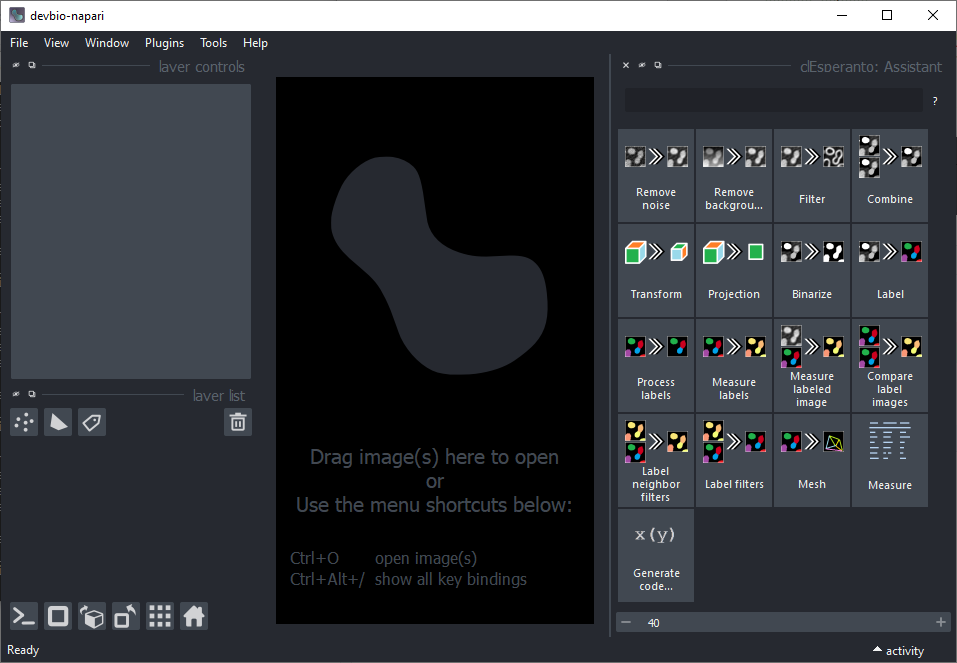 devbio-napari
File View Window Plugins Tools Help
layer controls
clEsperanto: Assistant
?
Remove
noise
Remove
backgrou...
Filter
Combine
Transform
Projection
Binarize
Label
Process
labels
Measure
labels
Measure
labeled
image
Compare
label
images
layer list
Label
neighbor
filters
Label filters
Mesh
Measure
Drag image(s) here to open
or
Use the menu shortcuts below:
Ctrl+O open image(s)
Ctrl+Alt+/ show all key bindings
x(y)
Generate
code...
40
Ready
activity